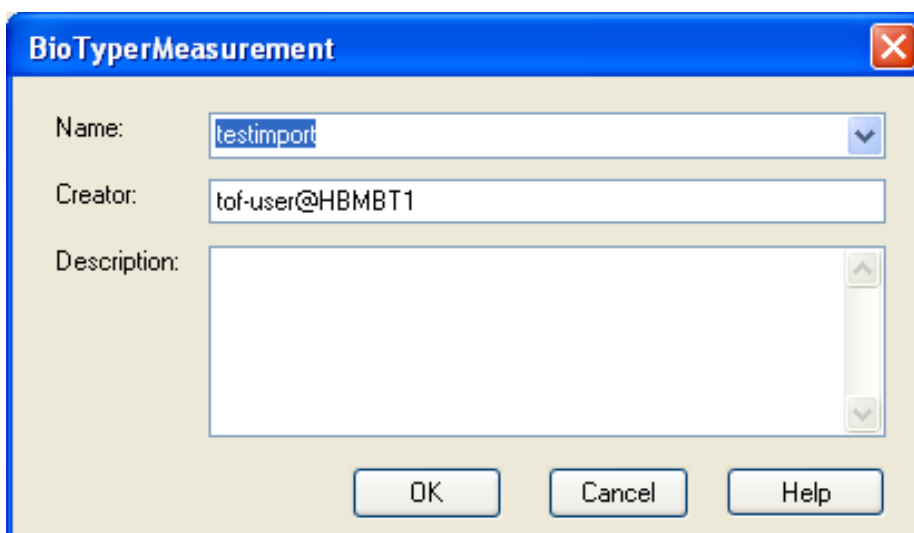 BioTyperMeasurement
Name: testimport
Creator: tof-user@HBMBT1
Description:
OK Cancel Help